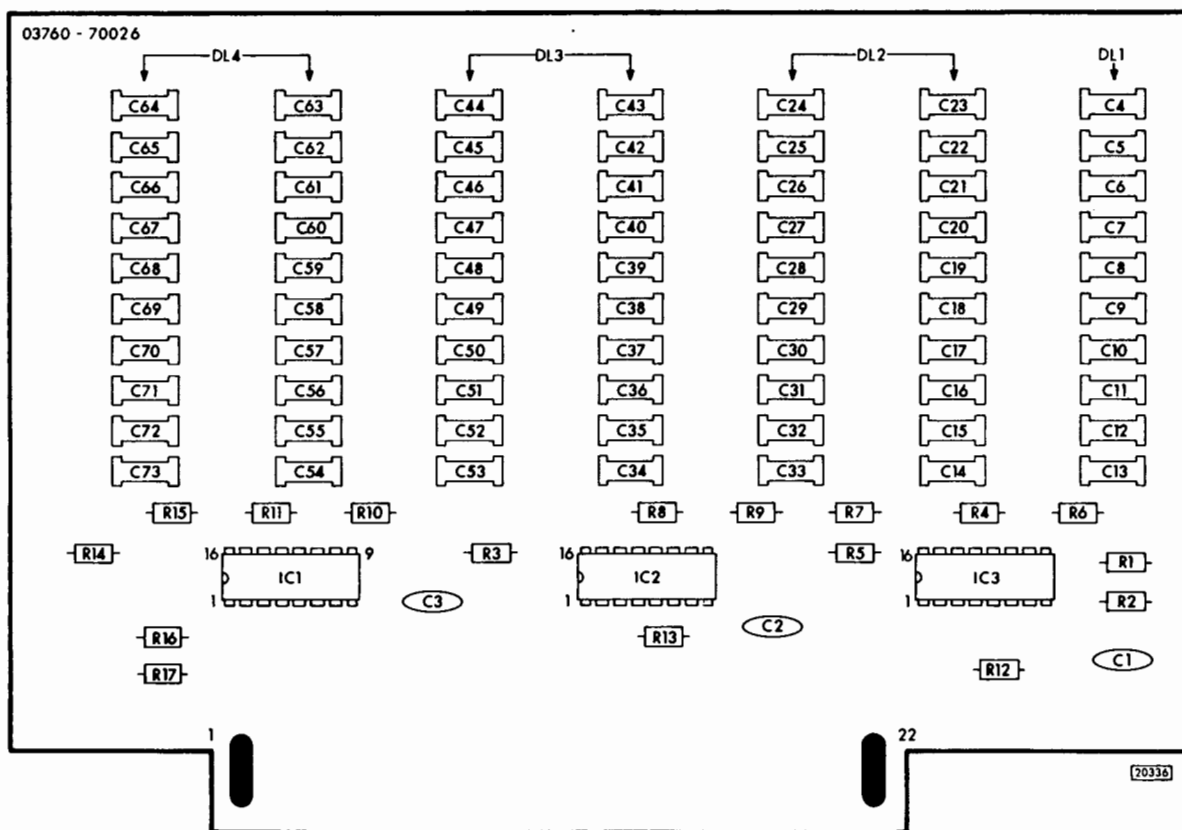 03760 - 70026
DL4 DL3 DL2 DL1
C64 C63 C44 C43 C24 C23 C4
C65 C62 C45 C42 C25 C22 C5
C66 C61 C46 C41 C26 C21 C6
C67 C60 C47 C40 C27 C20 C7
C68 C59 C48 C39 C28 C19 C8
C69 C58 C49 C38 C29 C18 C9
C70 C57 C50 C37 C30 C17 C10
C71 C56 C51 C36 C31 C16 C11
C72 C55 C52 C35 C32 C15 C12
C73 C54 C53 C34 C33 C14 C13
R15 R11 R10 R8 R9 R7 R4 R6
R14 16 9 R3 16 R5 16 R1
IC1 IC2 IC3
1 C3 1 1 R2
R16 R13 C2
R17 R12 C1
1 22
20336